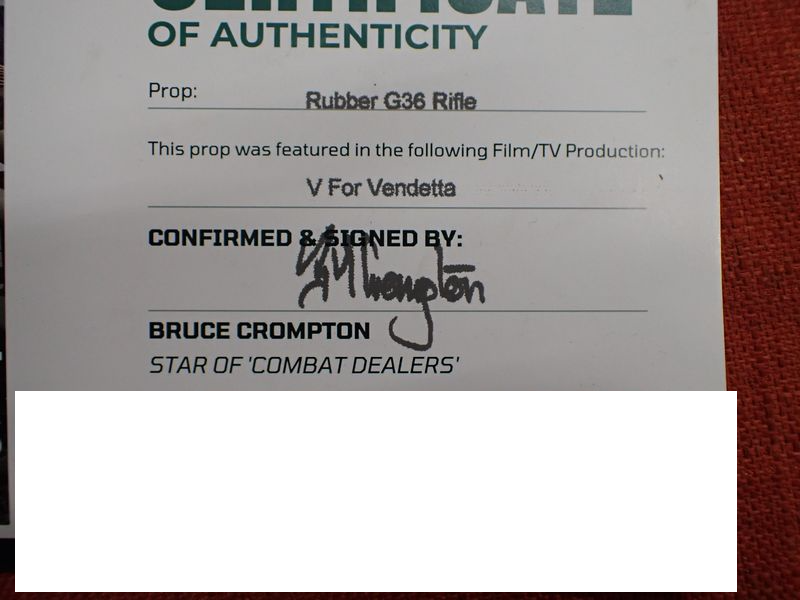 CERTIFICATE
OF AUTHENTICITY
Prop:
Rubber G36 Rifle
This prop was featured in the following Film/TV Production:
V For Vendetta
CONFIRMED & SIGNED BY:
BRUCE CROMPTON
STAR OF 'COMBAT DEALERS'